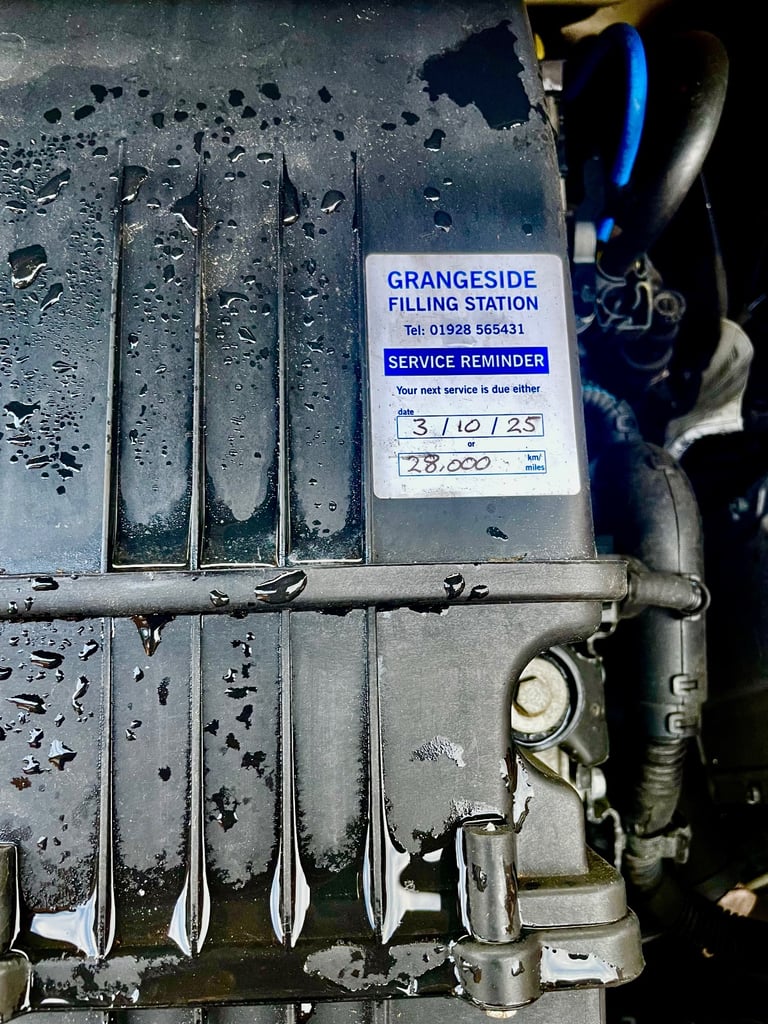 GRANGESIDE
FILLING STATION
Tel: 01928 565431
SERVICE REMINDER
Your next service is due either
date
3 / 10 / 25
or
28,000 km/
miles